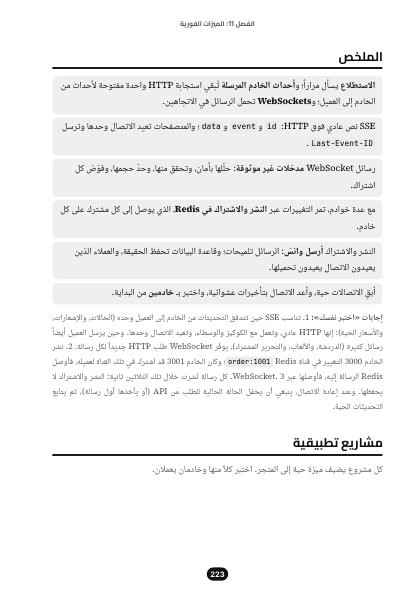 الفصل 11: الميزات الفورية
الملخص
الاستطلاع يسأل مراراً؛ وأحداث الخادم المرسلة تُبقي استجابة HTTP واحدة مفتوحة لأحداث من
الخادم إلى العميل؛ وWebSockets تحمل الرسائل في الاتجاهين.
SSE نص عادي فوق HTTP: id و event و data؛ والمتصفحات تعيد الاتصال وحدها وترسل
Last-Event-ID.
رسائل WebSocket مدخلات غير موثوقة: حلّلها بأمان، وتحقق منها، وحدّ حجمها، وفوّض كل
اشتراك.
مع عدة خوادم، تمر التغييرات عبر النشر والاشتراك في Redis، الذي يوصل إلى كل مشترك على كل
خادم.
النشر والاشتراك أرسل وانسَ: الرسائل تلميحات؛ وقاعدة البيانات تحفظ الحقيقة، والعملاء الذين
يعيدون الاتصال يعيدون تحميلها.
أبقِ الاتصالات حية، وأعد الاتصال بتأخيرات عشوائية، واختبر بـ خادمين من البداية.
إجابات «اختبر نفسك»: 1. تناسب SSE حين تتدفق التحديثات من الخادم إلى العميل وحده (الحالات، والإشعارات،
والأسعار الحية): إنها HTTP عادي، وتعمل مع الكوكيز والوسطاء، وتعيد الاتصال وحدها. وحين يرسل العميل أيضاً
رسائل كثيرة (الدردشة، والألعاب، والتحرير المشترك)، يوفّر WebSocket طلب HTTP جديداً لكل رسالة. 2. نشر
الخادم 3000 التغيير في قناة Redis order:1001؛ وكان الخادم 3001 قد اشترك في تلك القناة لعميله، فأوصل
Redis الرسالة إليه، فأوصلها عبر WebSocket. 3. كل رسالة نُشرت خلال تلك الثلاثين ثانية: النشر والاشتراك لا
يحفظها. وعند إعادة الاتصال، ينبغي أن يحمّل الحالة الحالية للطلب من API (أو يأخذها أول رسالة)، ثم يتابع
التحديثات الحية.
مشاريع تطبيقية
كل مشروع يضيف ميزة حية إلى المتجر. اختبر كلاً منها وخادمان يعملان.
223